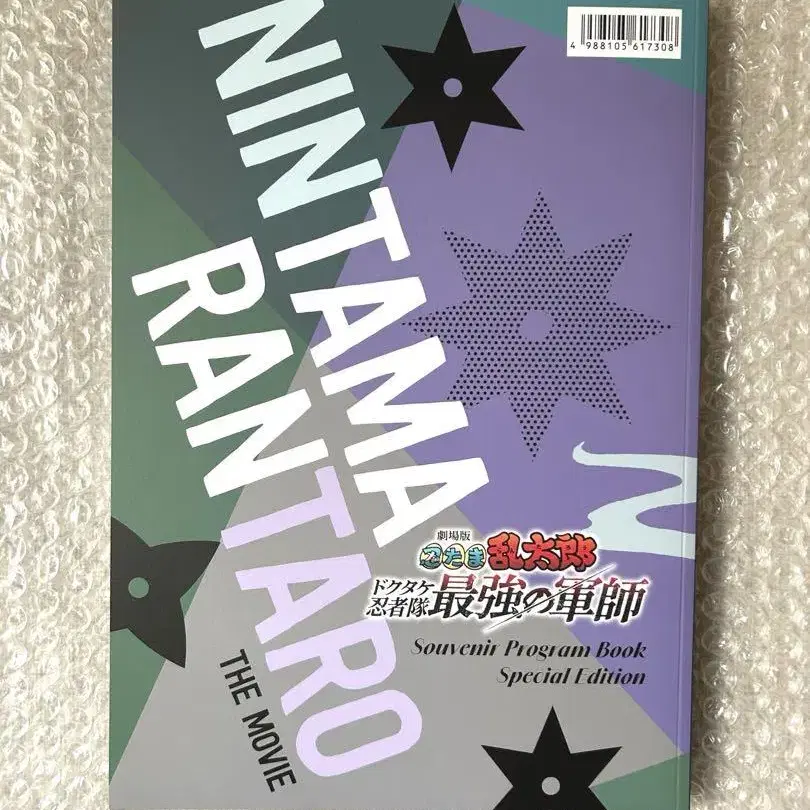 4 988105 617308
NINTAMA
RANTARO
THE MOVIE
劇場版
忍たま乱太郎
ドクタケ
忍者隊
最強の軍師
Souvenir Program Book
Special Edition